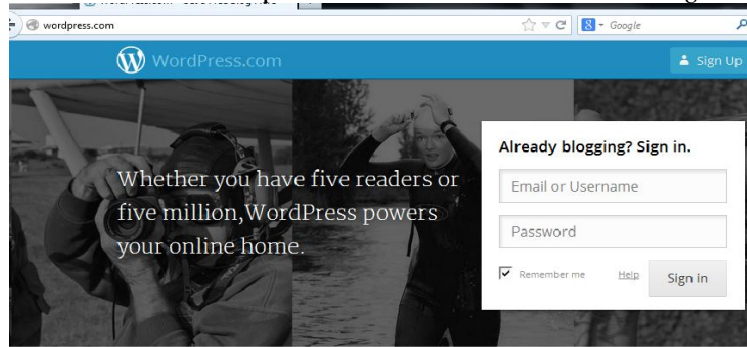 wordpress.com
Google
WordPress.com
Sign Up
Already blogging? Sign in.
Email or Username
Whether you have five readers or
five million,WordPress powers
your online home.
Password
Remember me Help Sign in